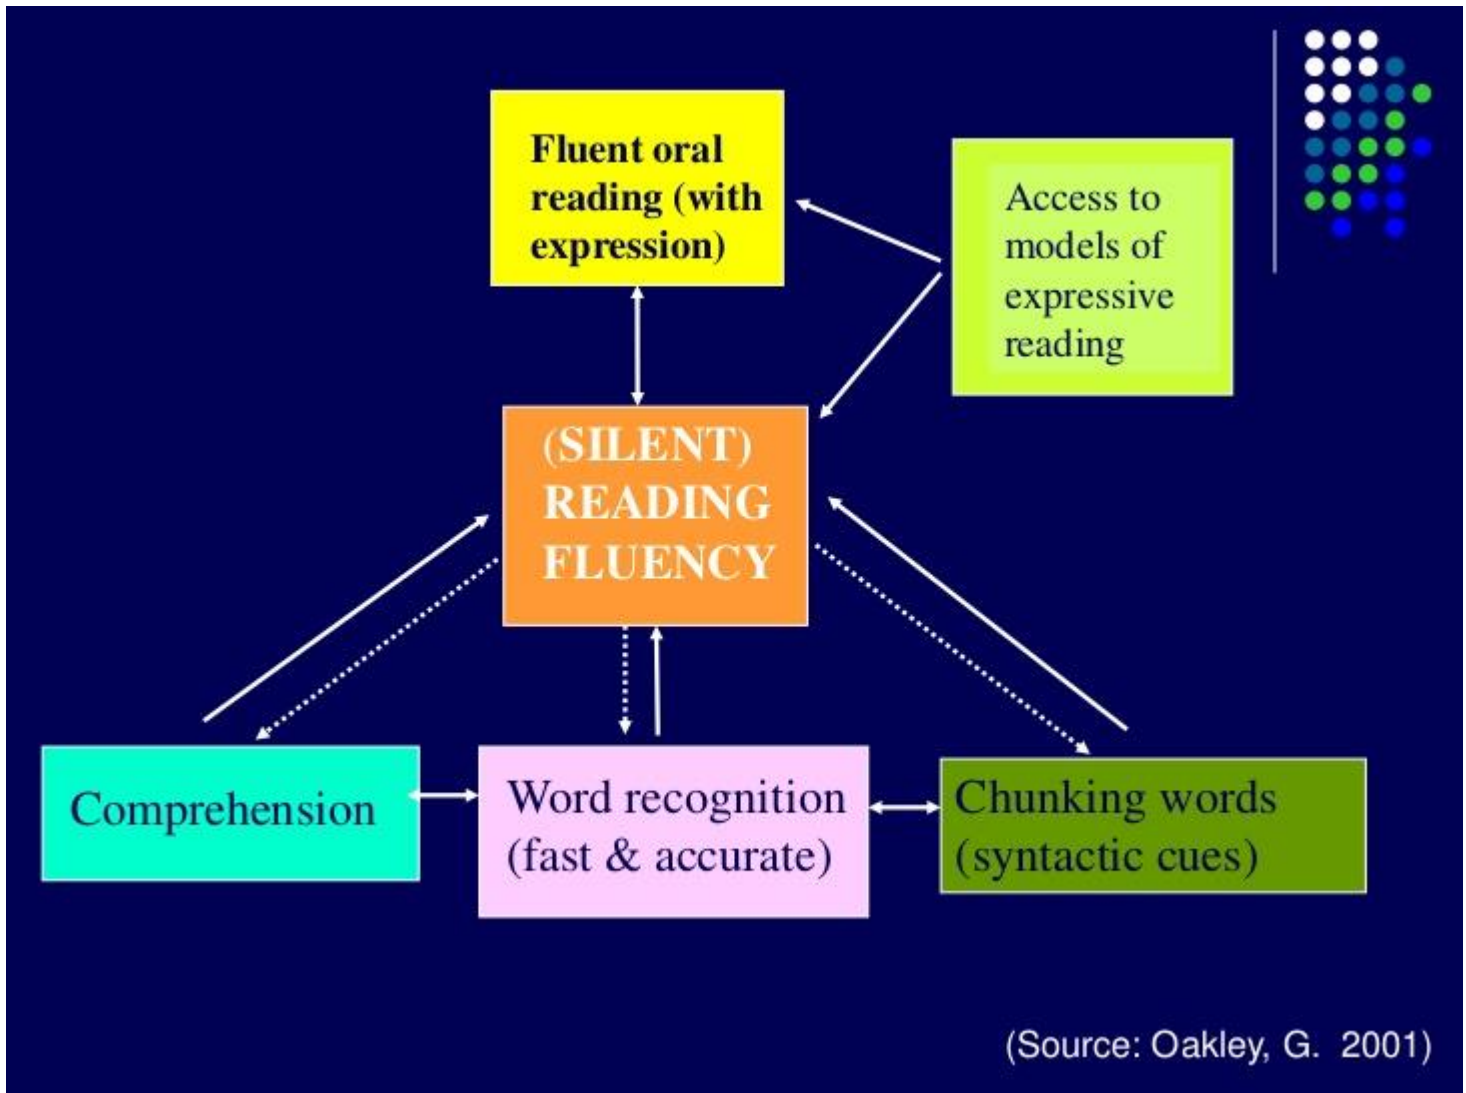 Fluent oral
reading (with
expression)
Access to
models of
expressive
reading
(SILENT)
READING
FLUENCY
Comprehension
Word recognition
(fast & accurate)
Chunking words
(syntactic cues)
(Source: Oakley, G. 2001)